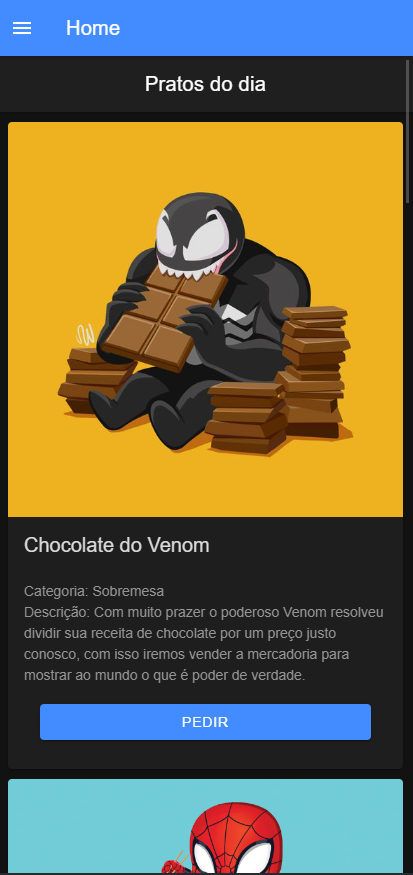 Home
Pratos do dia
Chocolate do Venom
Categoria: Sobremesa
Descrição: Com muito prazer o poderoso Venom resolveu
dividir sua receita de chocolate por um preço justo
conosco, com isso iremos vender a mercadoria para
mostrar ao mundo o que é poder de verdade.
PEDIR